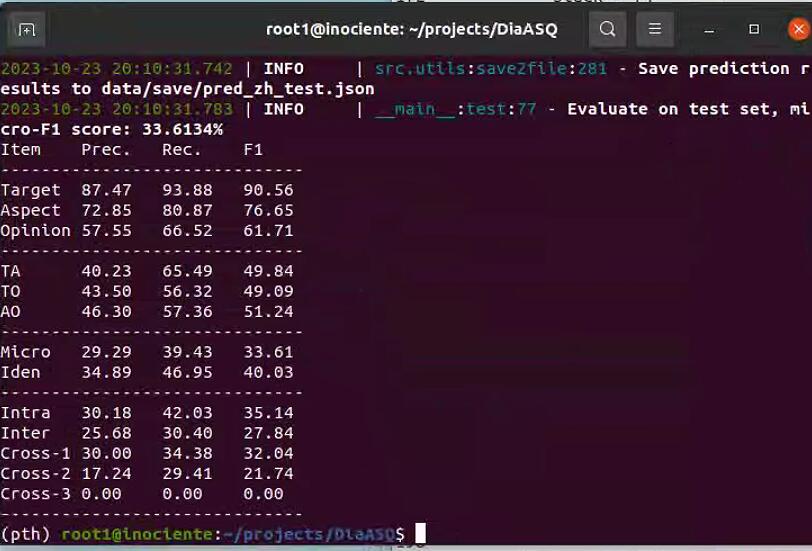 root1@inociente: ~/projects/DiaASQ
2023-10-23 20:10:31.742 | INFO     | src.utils:save2file:281 - Save prediction r
esults to data/save/pred_zh_test.json
2023-10-23 20:10:31.783 | INFO     | __main__:test:77 - Evaluate on test set, mi
cro-F1 score: 33.6134%
Item    Prec.   Rec.    F1
------------------------------
Target  87.47   93.88   90.56
Aspect  72.85   80.87   76.65
Opinion 57.55   66.52   61.71
------------------------------
TA      40.23   65.49   49.84
TO      43.50   56.32   49.09
AO      46.30   57.36   51.24
------------------------------
Micro   29.29   39.43   33.61
Iden    34.89   46.95   40.03
------------------------------
Intra   30.18   42.03   35.14
Inter   25.68   30.40   27.84
Cross-1 30.00   34.38   32.04
Cross-2 17.24   29.41   21.74
Cross-3 0.00    0.00    0.00
------------------------------
(pth) root1@inociente:~/projects/DiaASQ$